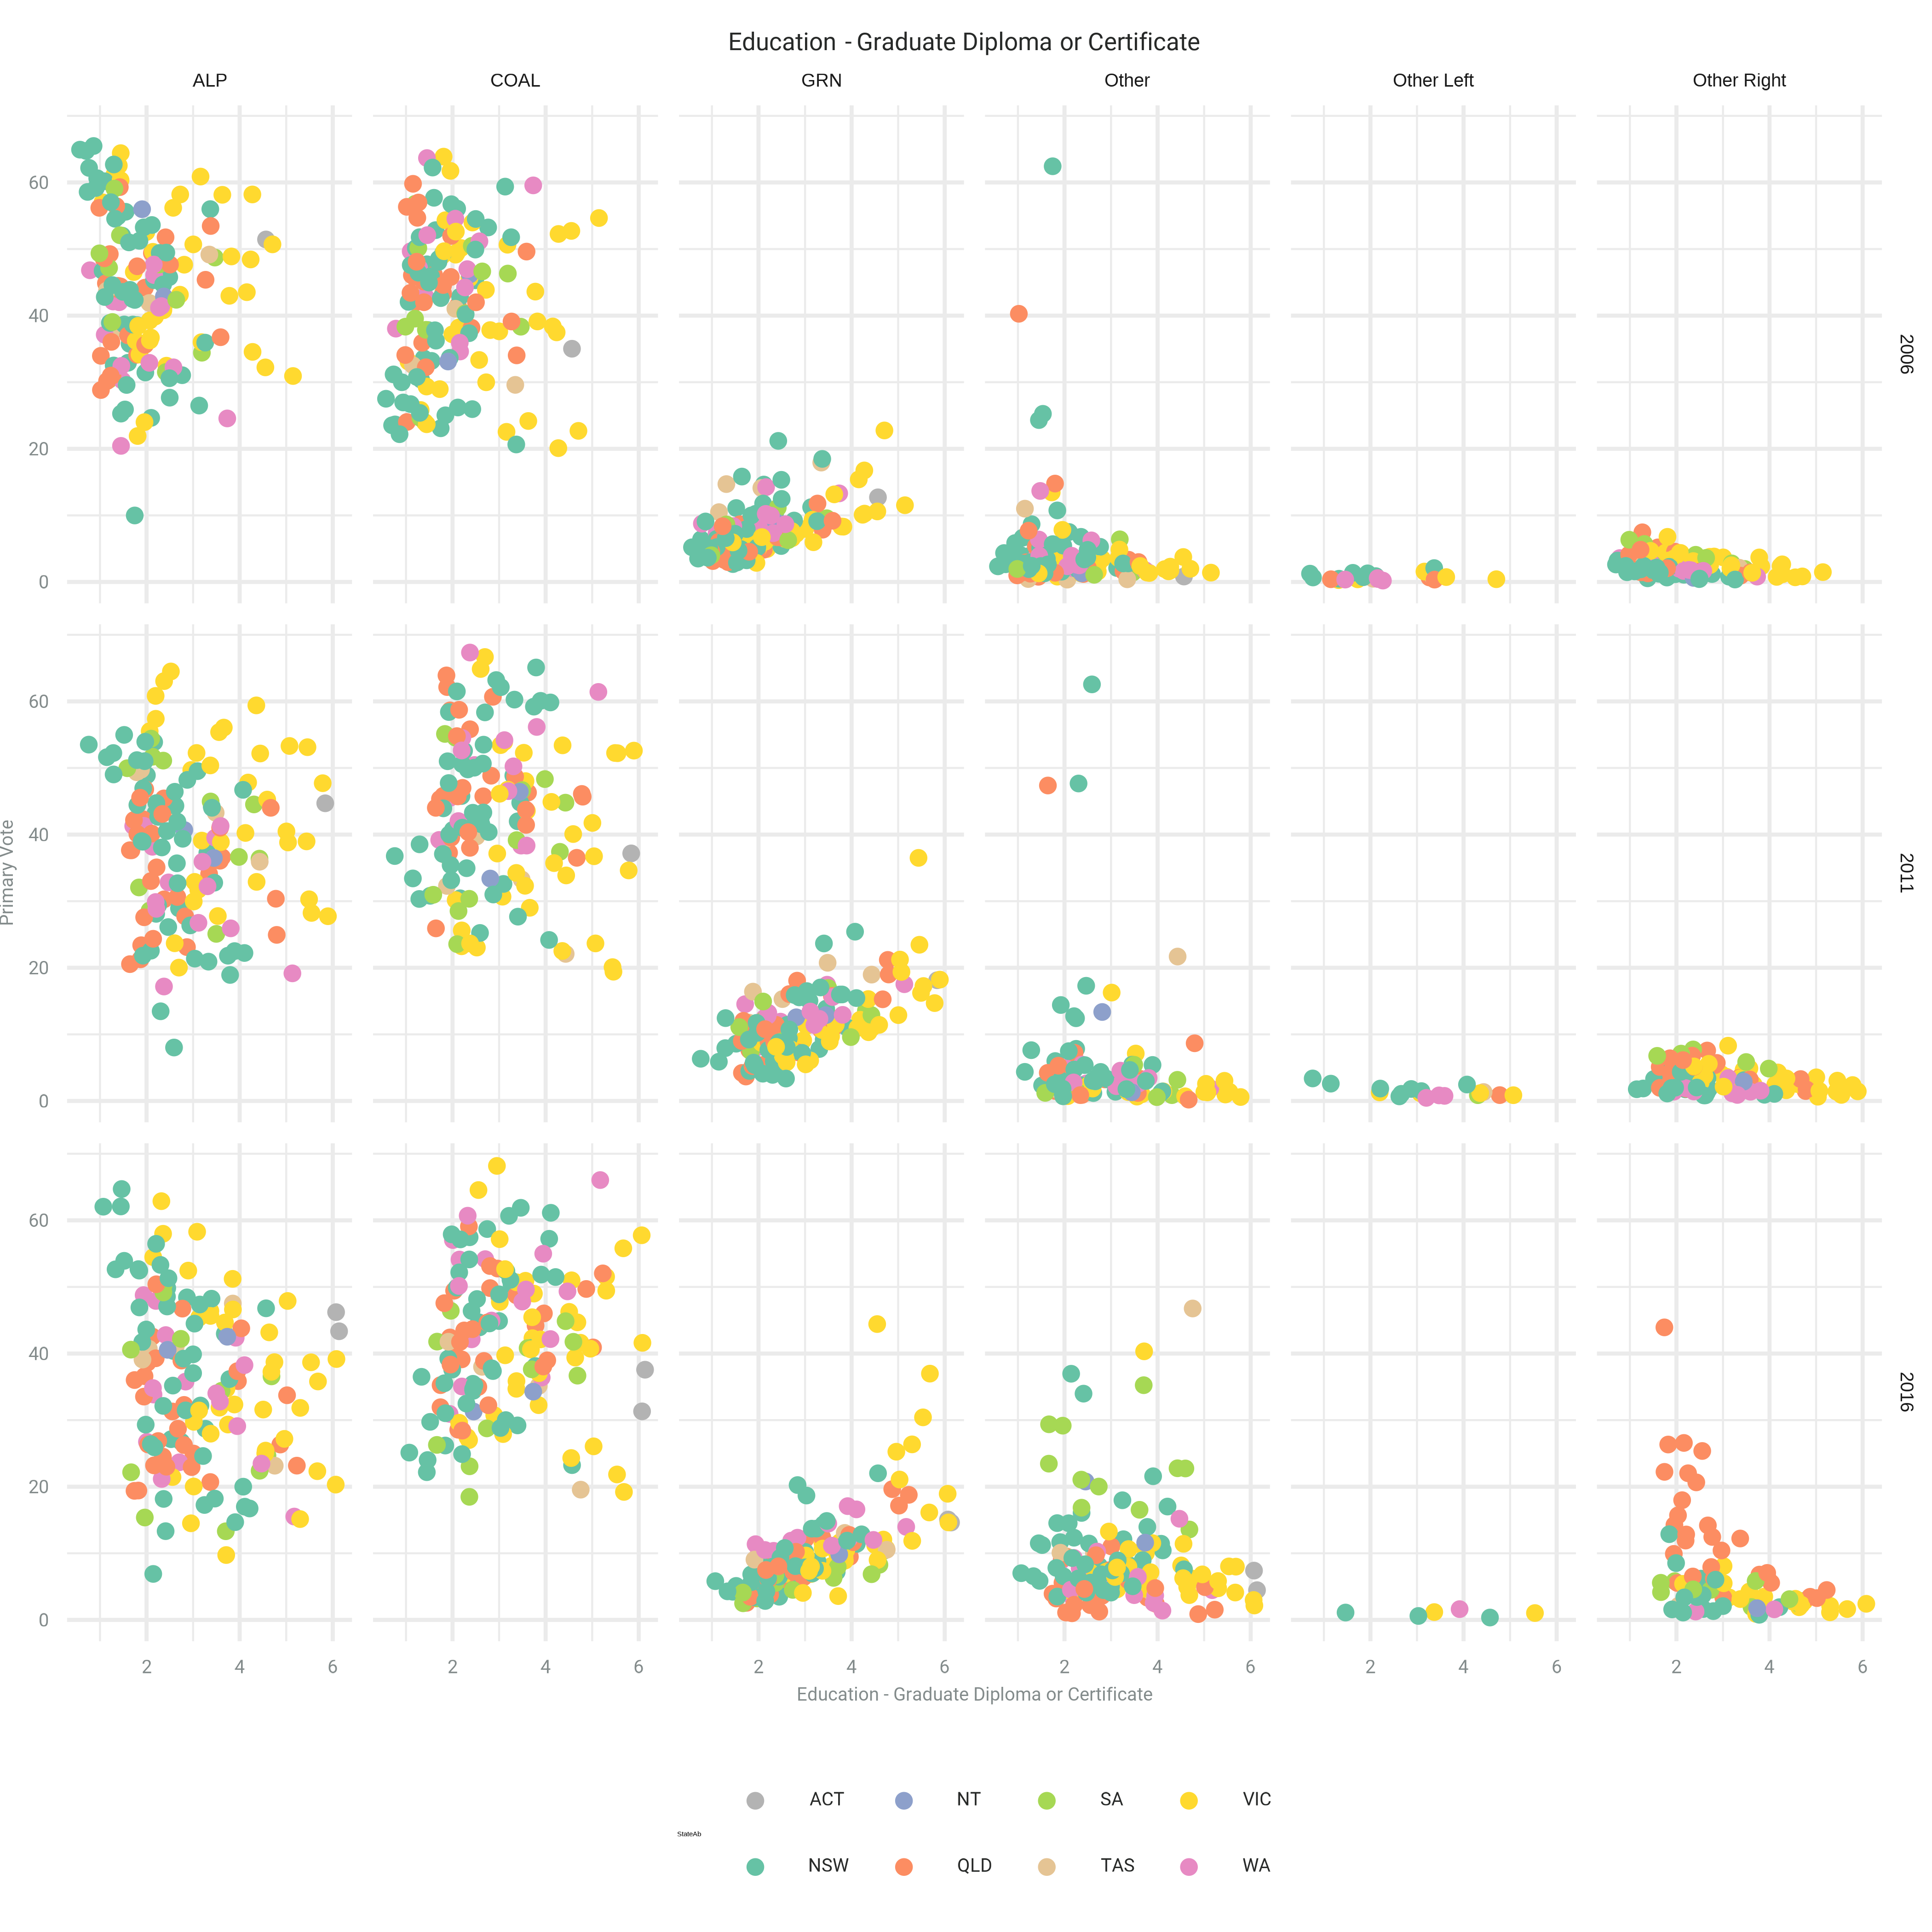 Education - Graduate Diploma or Certificate
ALP COAL GRN Other Other Left Other Right
60
40
20
0
2006
60
40
20
0
2011
Primary Vote
60
40
20
0
2016
2 4 6 2 4 6 2 4 6 2 4 6 2 4 6 2 4 6
Education - Graduate Diploma or Certificate
ACT NT SA VIC
StateAb
NSW QLD TAS WA